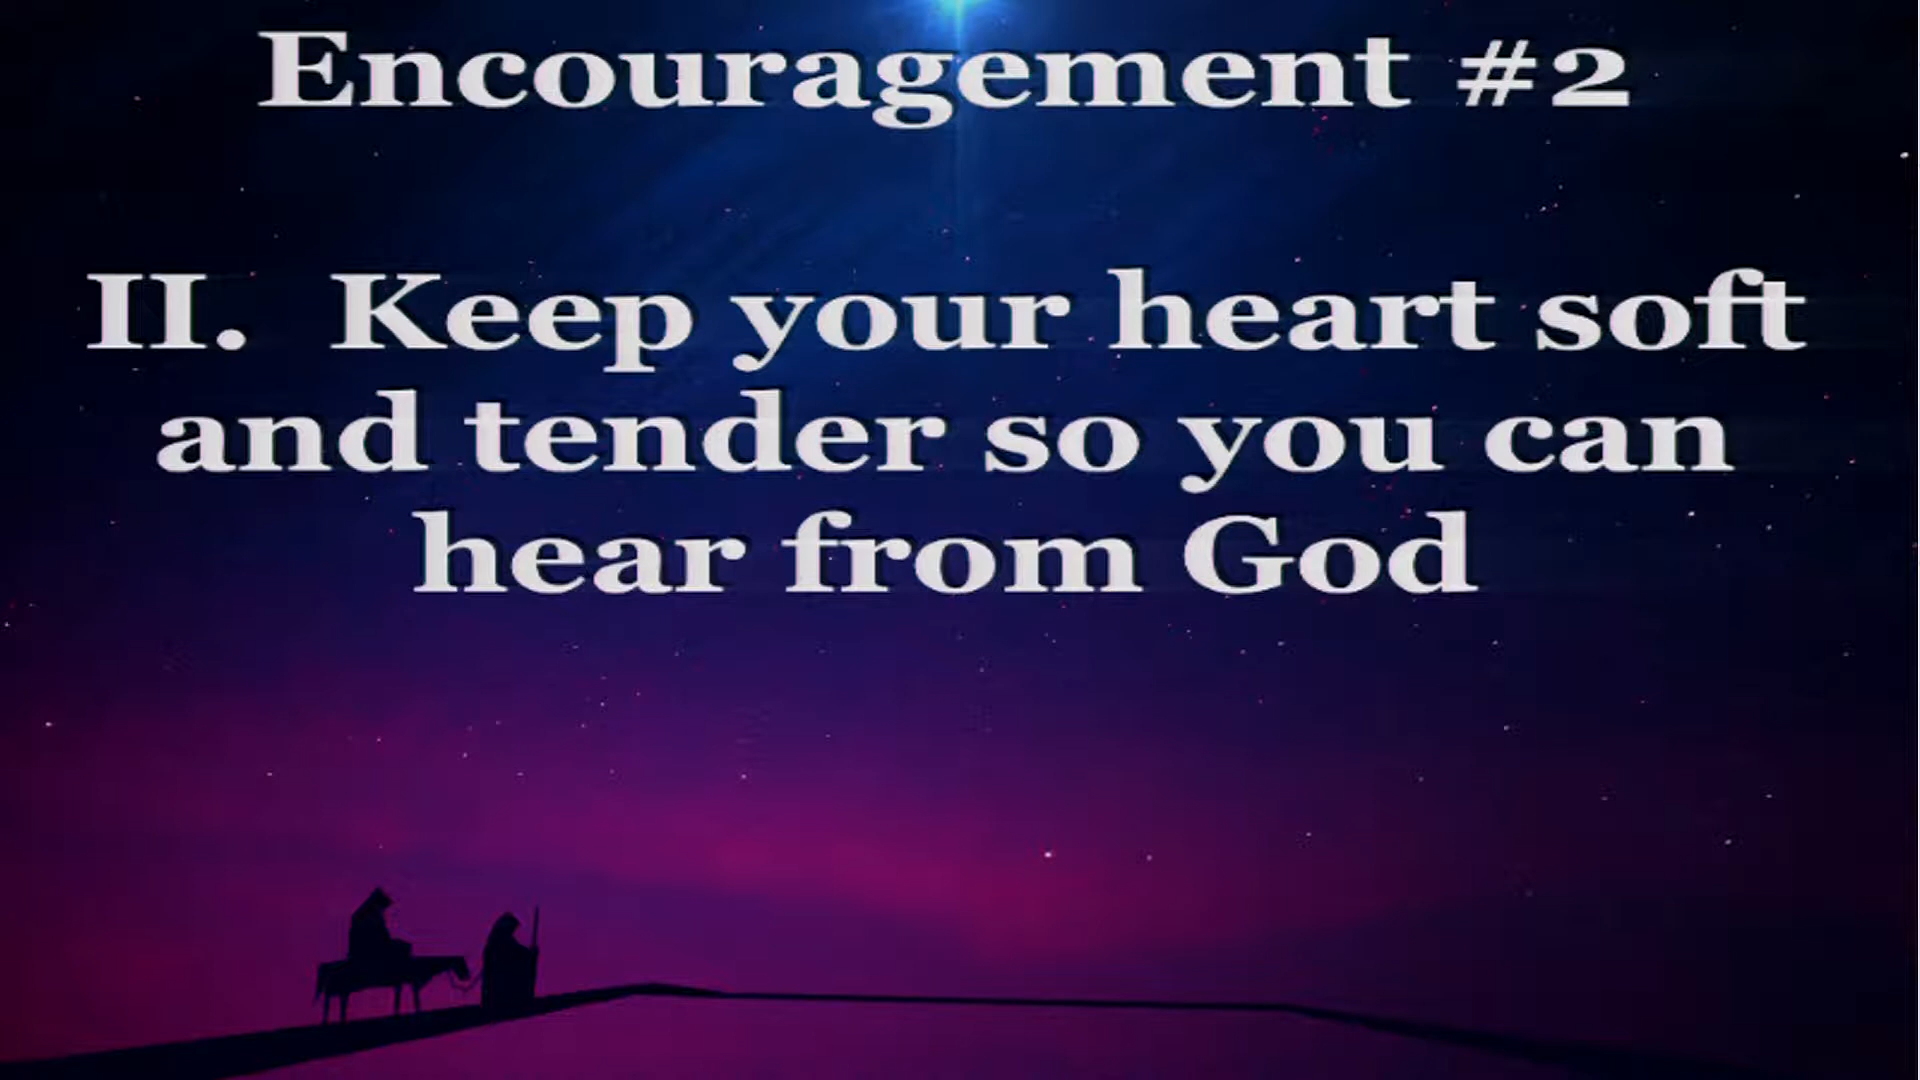 Encouragement #2
II. Keep your heart soft
and tender so you can
hear from God